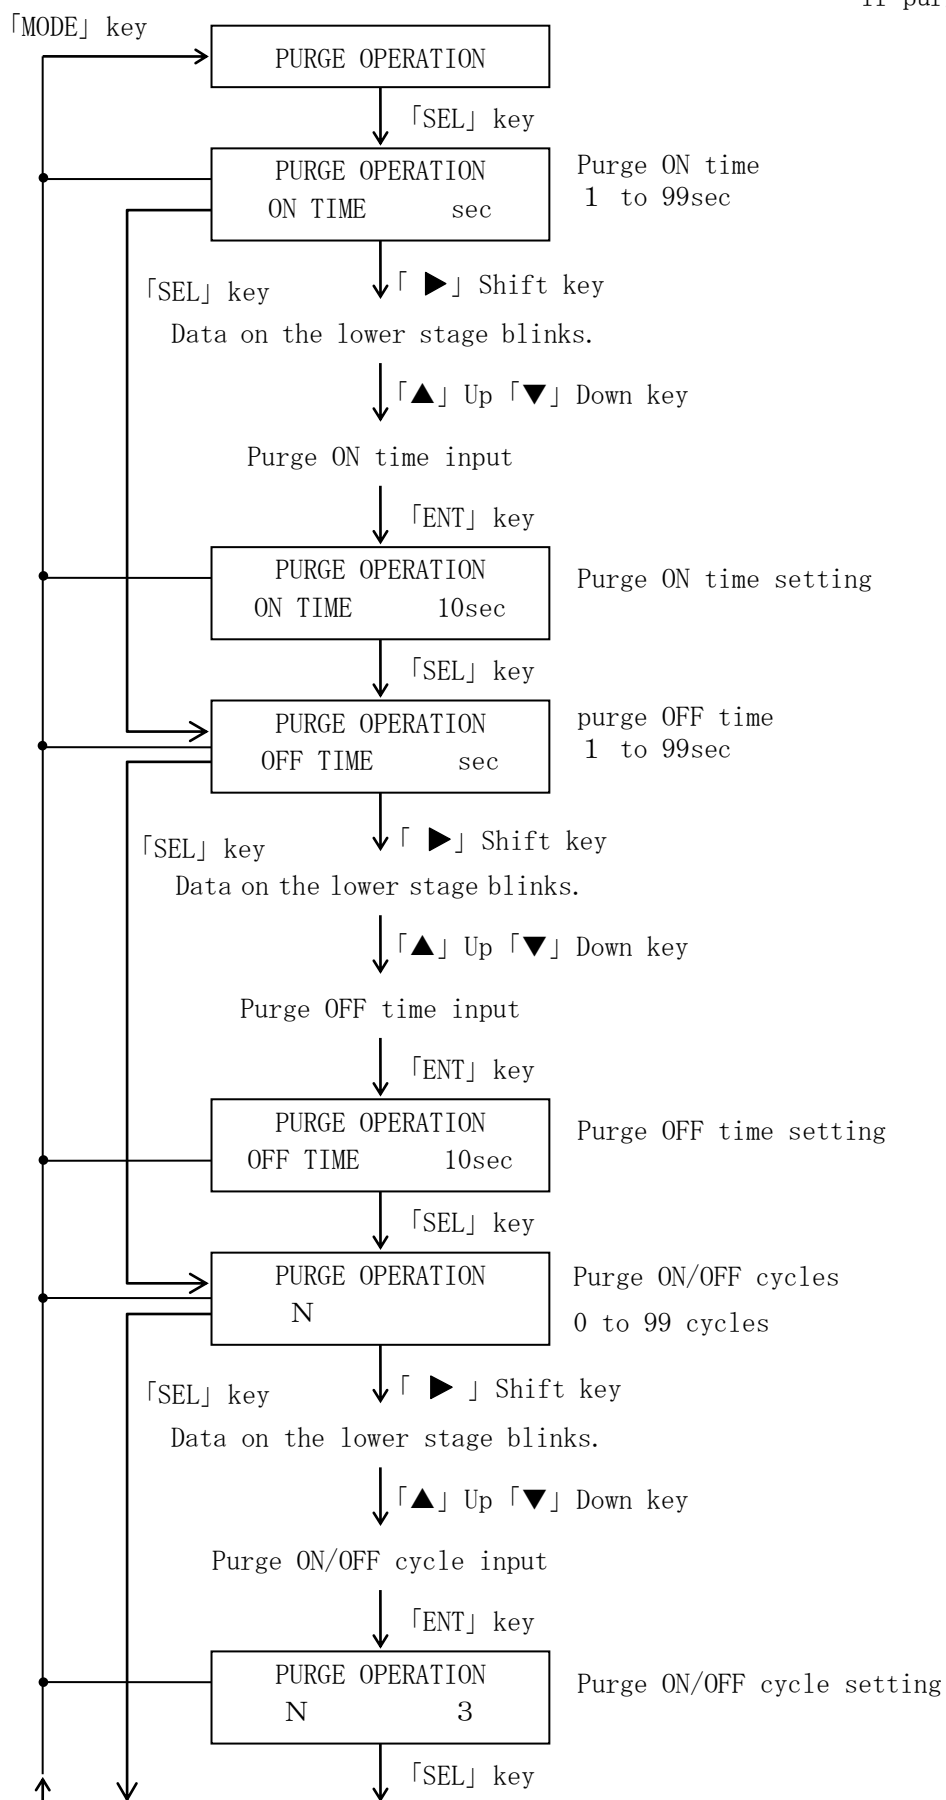 「MODE」 key
PURGE OPERATION
「SEL」 key
PURGE OPERATION
ON TIME sec
Purge ON time
1 to 99sec
「SEL」 key
「 ▶」 Shift key
Data on the lower stage blinks.
「▲」 Up「▼」 Down key
Purge ON time input
「ENT」 key
PURGE OPERATION
ON TIME 10sec
Purge ON time setting
「SEL」 key
PURGE OPERATION
OFF TIME sec
purge OFF time
1 to 99sec
「SEL」 key
「 ▶」 Shift key
Data on the lower stage blinks.
「▲」 Up「▼」 Down key
Purge OFF time input
「ENT」 key
PURGE OPERATION
OFF TIME 10sec
Purge OFF time setting
「SEL」 key
PURGE OPERATION
N
Purge ON/OFF cycles
0 to 99 cycles
「SEL」 key
「 ▶ 」 Shift key
Data on the lower stage blinks.
「▲」 Up「▼」 Down key
Purge ON/OFF cycle input
「ENT」 key
PURGE OPERATION
N 3
Purge ON/OFF cycle setting
「SEL」 key